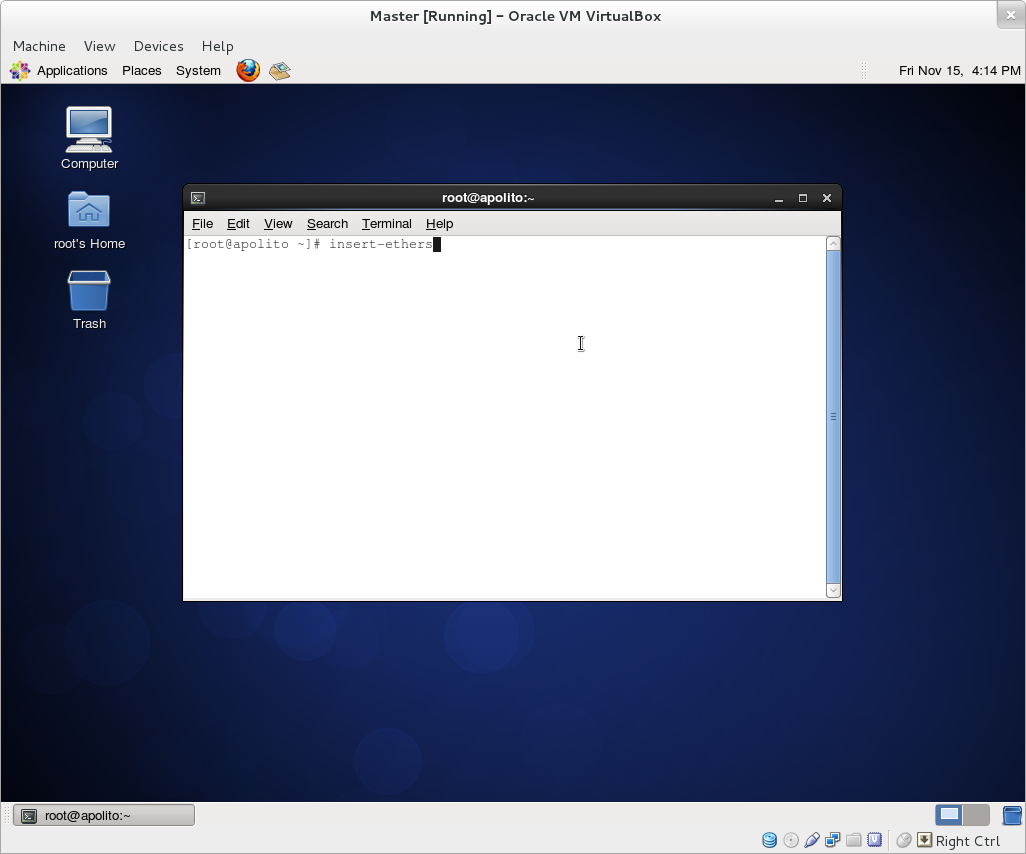 Master [Running] - Oracle VM VirtualBox
Machine View Devices Help
Applications Places System Fri Nov 15, 4:14 PM
Computer
root's Home
Trash
root@apolito:~
File Edit View Search Terminal Help
[root@apolito ~]# insert-ethers
root@apolito:~
Right Ctrl